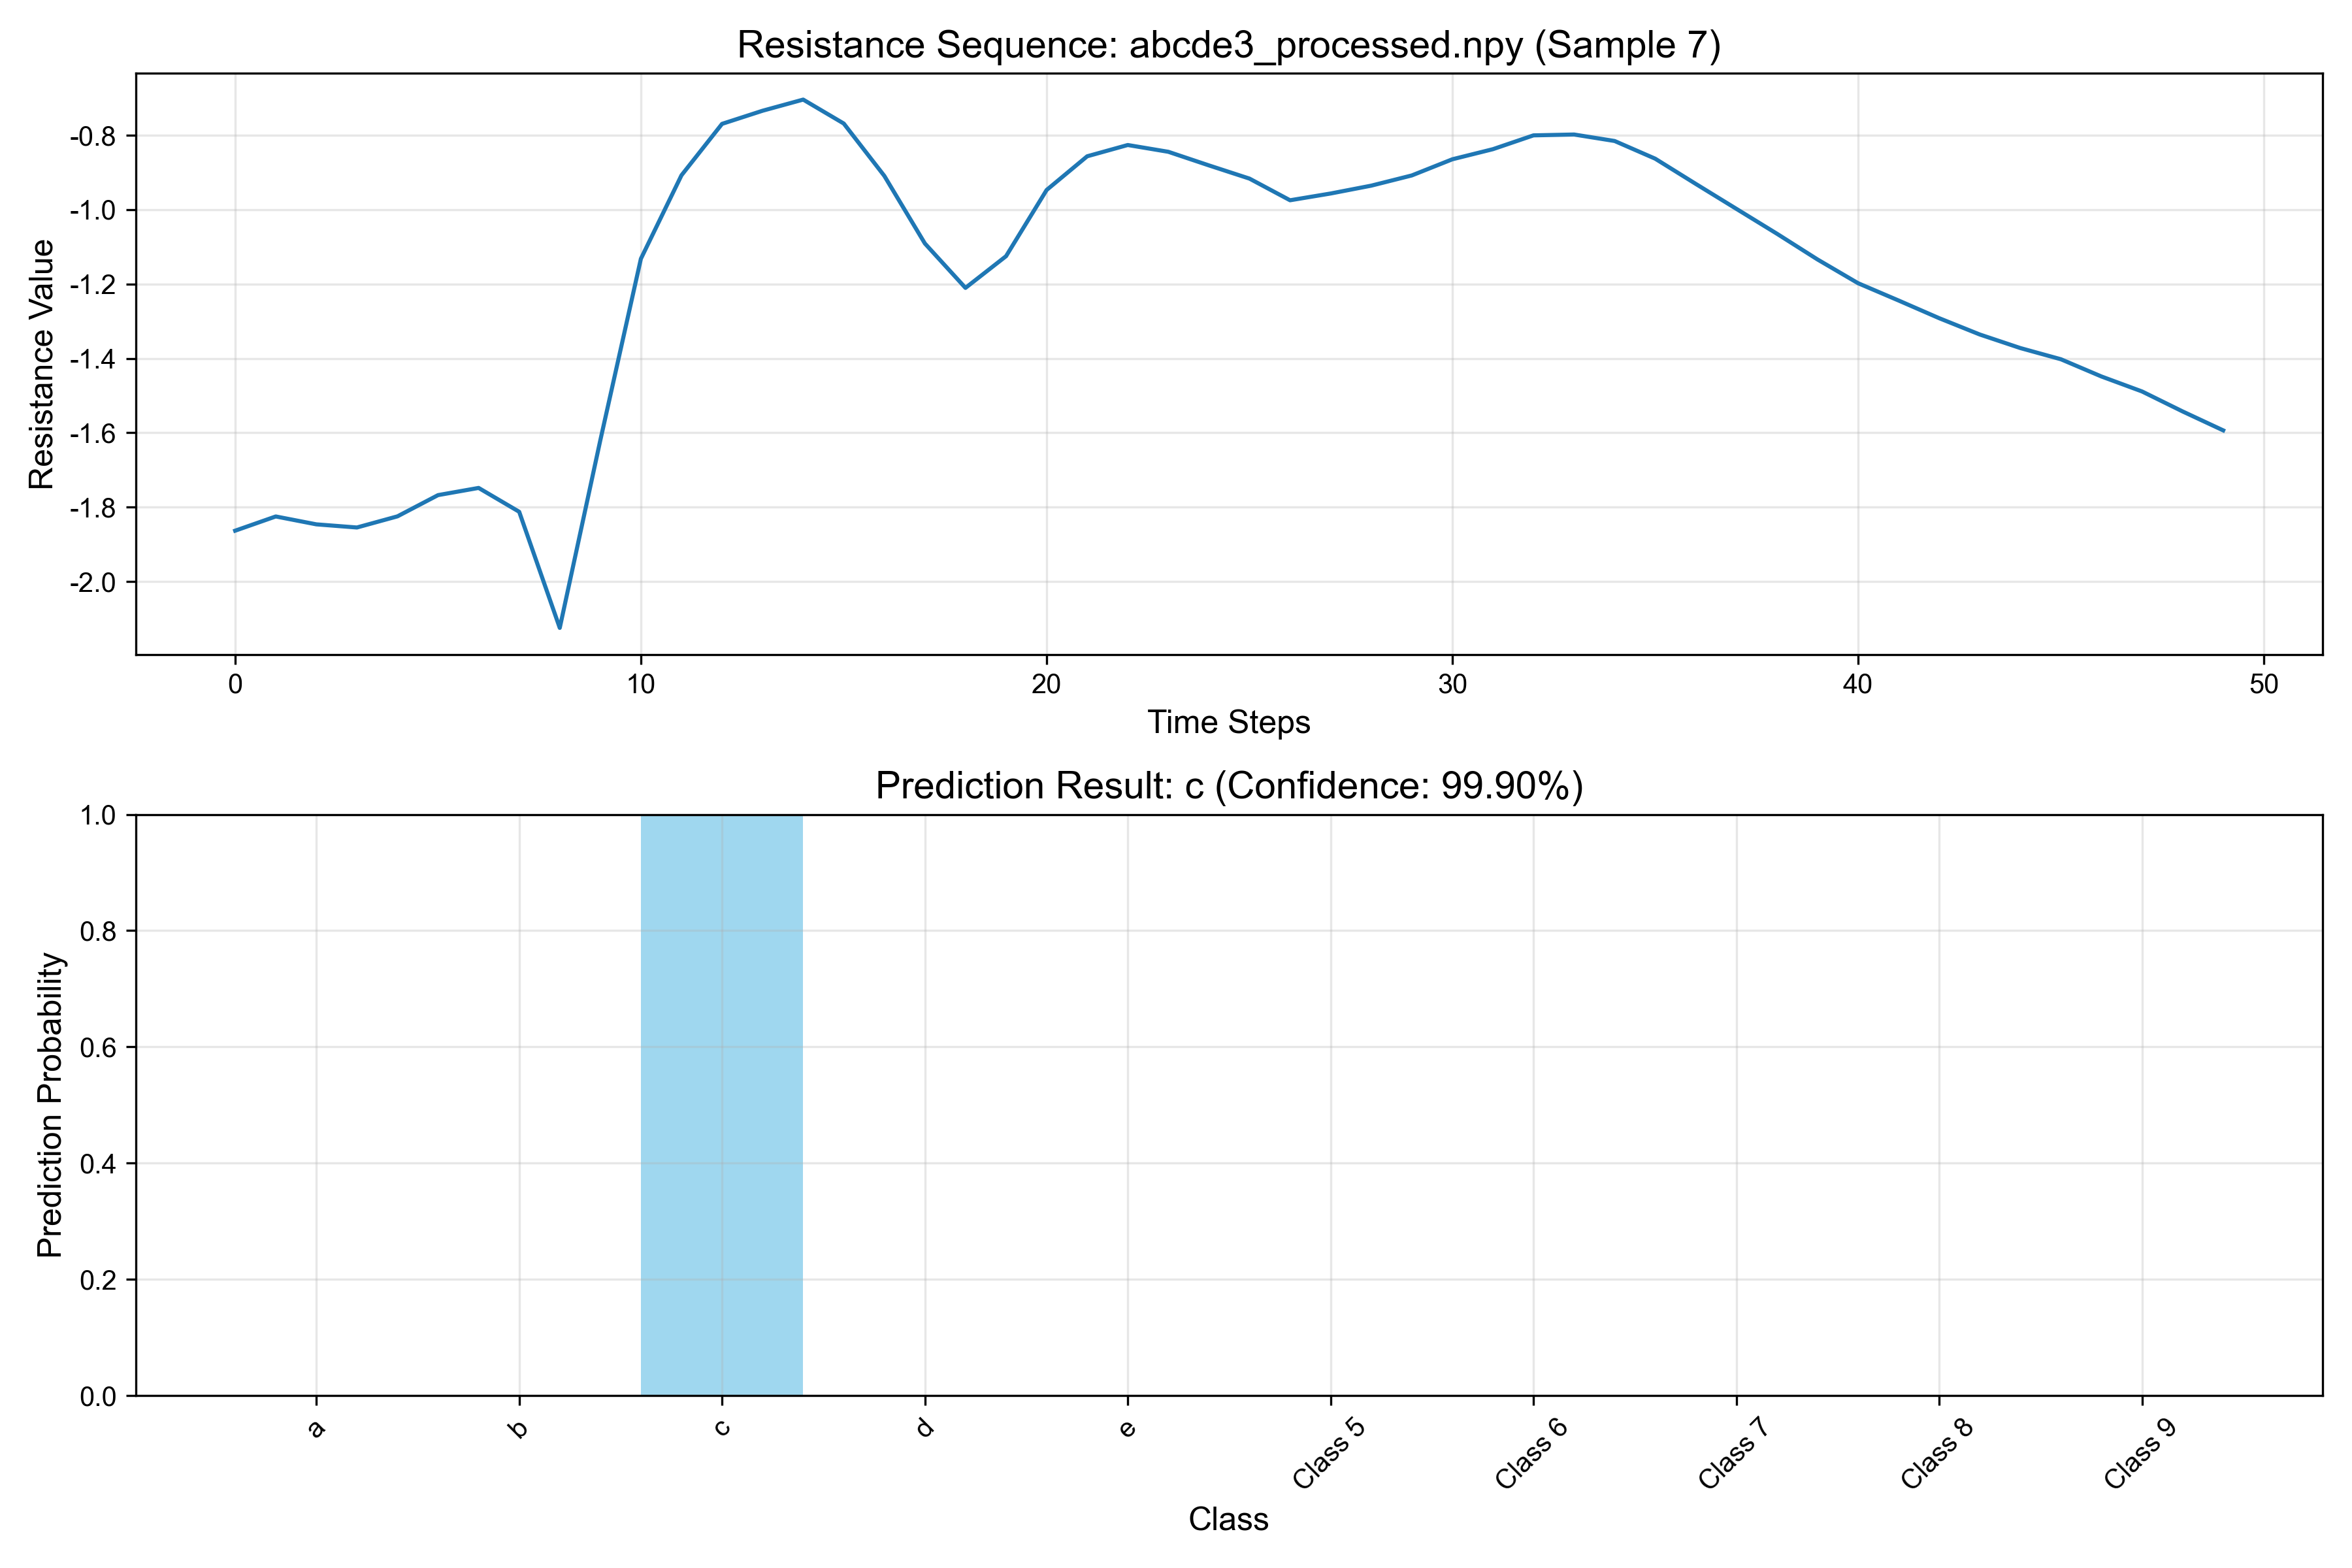 Resistance Sequence: abcde3_processed.npy (Sample 7)
Resistance Value
-0.8
-1.0
-1.2
-1.4
-1.6
-1.8
-2.0
0 10 20 30 40 50
Time Steps
Prediction Result: c (Confidence: 99.90%)
Prediction Probability
1.0
0.8
0.6
0.4
0.2
0.0
a b c d e Class 5 Class 6 Class 7 Class 8 Class 9
Class